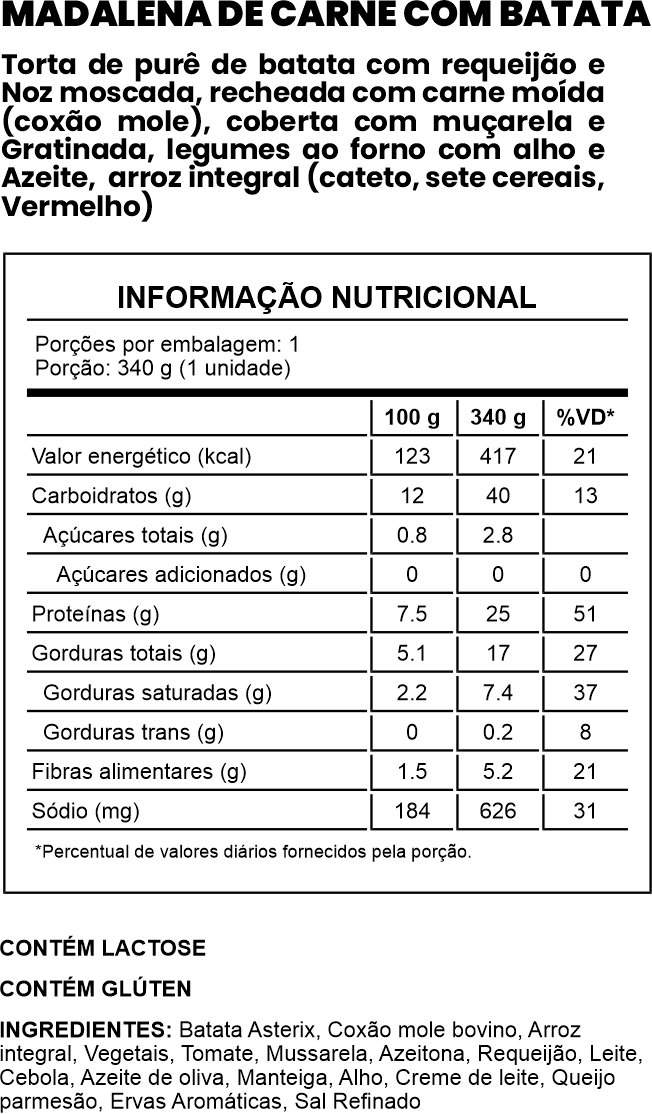 MADALENA DE CARNE COM BATATA
Torta de purê de batata com requeijão e
Noz moscada, recheada com carne moída
(coxão mole), coberta com muçarela e
Gratinada, legumes ao forno com alho e
Azeite, arroz integral (cateto, sete cereais,
Vermelho)
INFORMAÇÃO NUTRICIONAL
Porções por embalagem: 1
Porção: 340 g (1 unidade)
100 g 340 g %VD*
Valor energético (kcal) 123 417 21
Carboidratos (g) 12 40 13
Açúcares totais (g) 0.8 2.8
Açúcares adicionados (g) 0 0 0
Proteínas (g) 7.5 25 51
Gorduras totais (g) 5.1 17 27
Gorduras saturadas (g) 2.2 7.4 37
Gorduras trans (g) 0 0.2 8
Fibras alimentares (g) 1.5 5.2 21
Sódio (mg) 184 626 31
*Percentual de valores diários fornecidos pela porção.
CONTÉM LACTOSE
CONTÉM GLÚTEN
INGREDIENTES: Batata Asterix, Coxão mole bovino, Arroz
integral, Vegetais, Tomate, Mussarela, Azeitona, Requeijão, Leite,
Cebola, Azeite de oliva, Manteiga, Alho, Creme de leite, Queijo
parmesão, Ervas Aromáticas, Sal Refinado